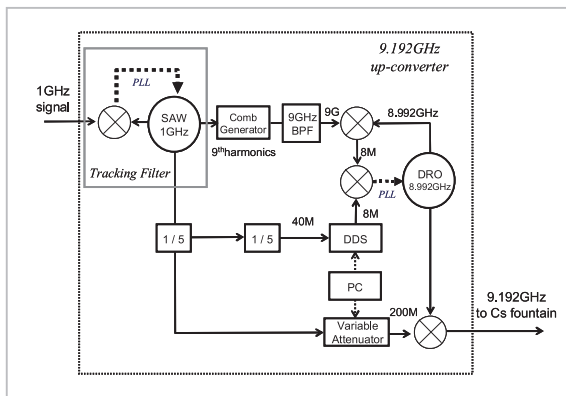 9.192GHz
up-converter
1GHz
signal
PLL
SAW
1GHz
Tracking Filter
Comb
Generator
9thharmonics
9GHz
BPF
9G
8.992GHz
8M
DRO
8.992GHz
PLL
8M
1 / 5
1 / 5
40M
DDS
PC
Variable
Attenuator
200M
9.192GHz
to Cs fountain